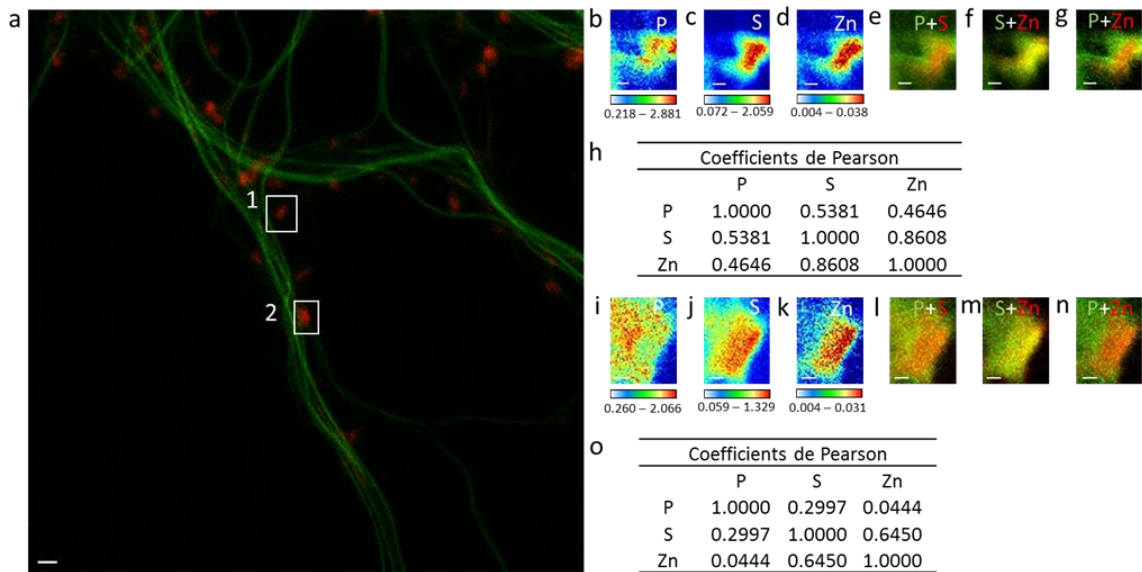 a
1
2
b P c S d Zn e P+S f S+Zn g P+Zn
0.218 – 2.881 0.072 – 2.059 0.004 – 0.038
h
Coefficients de Pearson
P S Zn
P 1.0000 0.5381 0.4646
S 0.5381 1.0000 0.8608
Zn 0.4646 0.8608 1.0000
i P j S k Zn l P+S m S+Zn n P+Zn
0.260 – 2.066 0.059 – 1.329 0.004 – 0.031
o
Coefficients de Pearson
P S Zn
P 1.0000 0.2997 0.0444
S 0.2997 1.0000 0.6450
Zn 0.0444 0.6450 1.0000